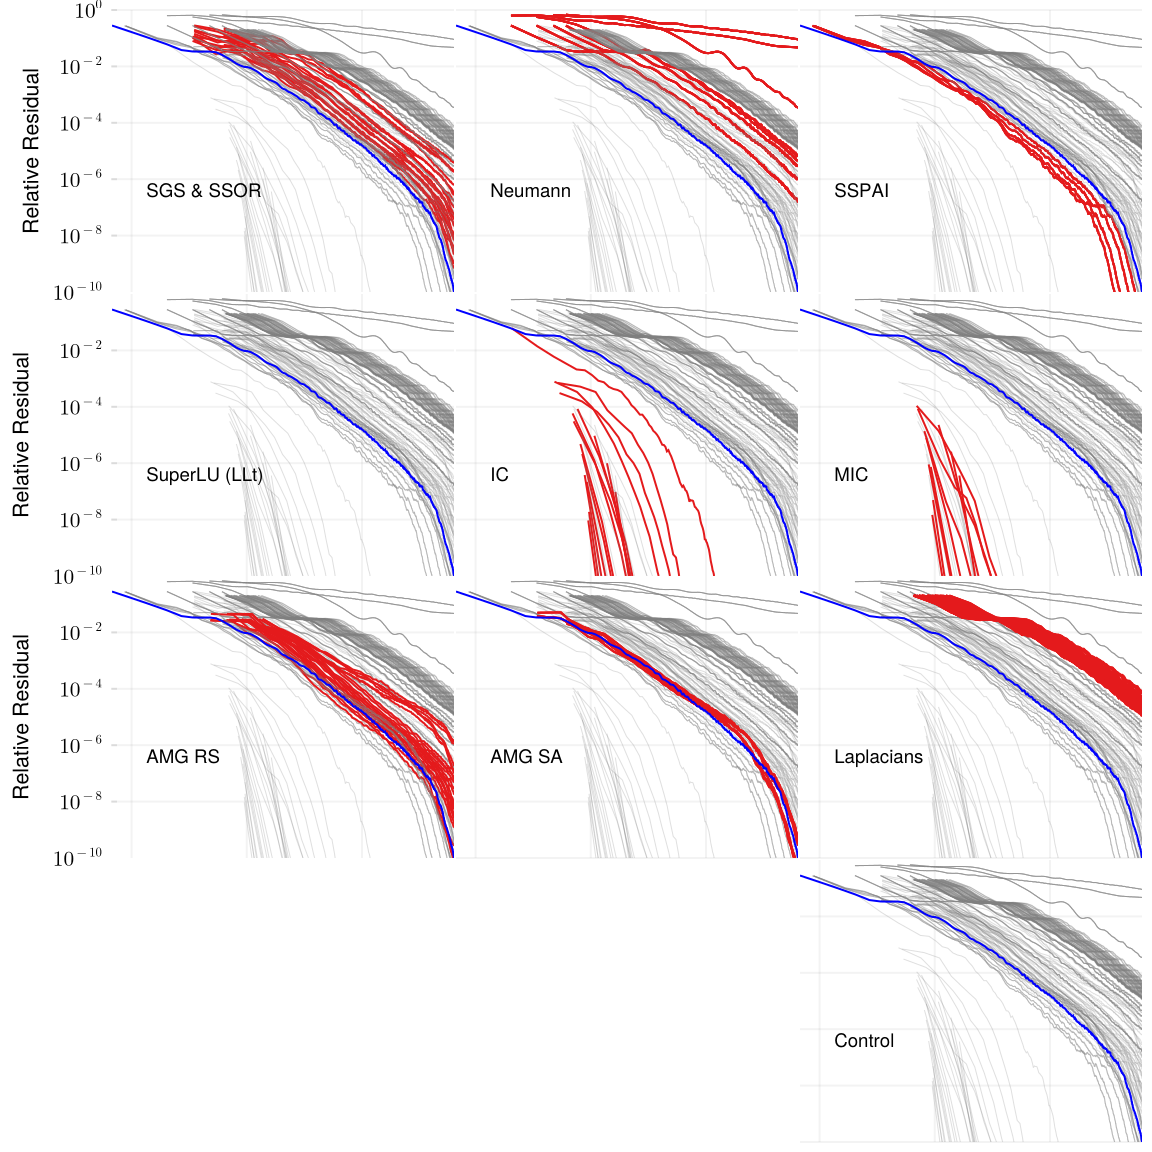 10^0
10^-2
10^-4
10^-6
10^-8
10^-10
Relative Residual
SGS & SSOR
Neumann
SSPAI
10^-2
10^-4
10^-6
10^-8
10^-10
Relative Residual
SuperLU (LLt)
IC
MIC
10^-2
10^-4
10^-6
10^-8
10^-10
Relative Residual
AMG RS
AMG SA
Laplacians
Control